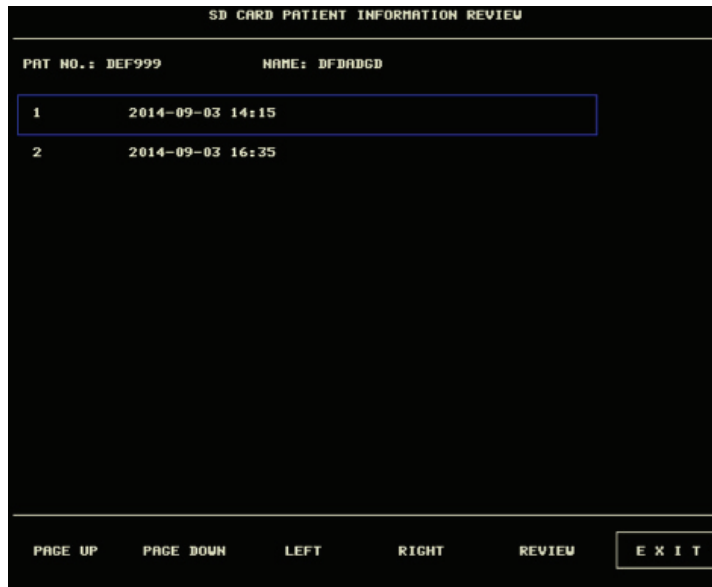 SD CARD PATIENT INFORMATION REVIEW
PAT NO.: DEF999 NAME: DFDADGD
1 2014-09-03 14:15
2 2014-09-03 16:35
PAGE UP PAGE DOWN LEFT RIGHT REVIEW E X I T